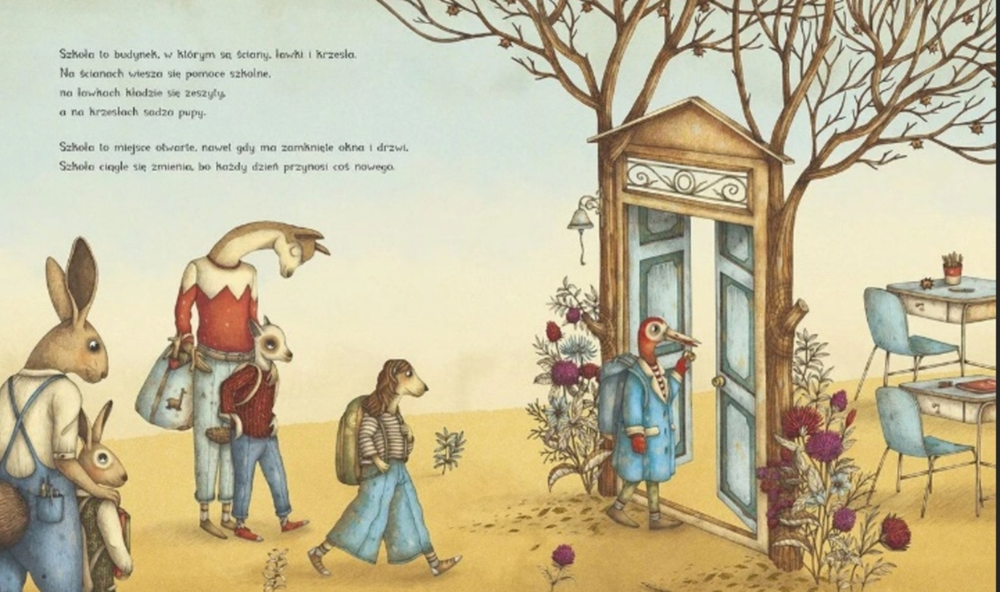 Szkoła to budynek, w którym są ściany, ławki i krzesła.
Na ścianach wiesza się pomoce szkolne,
na ławkach kładzie się zeszyty,
a na krzesłach sadza pupy.
Szkoła to miejsce otwarte, nawet gdy ma zamknięte okna i drzwi.
Szkoła ciągle się zmienia, bo każdy dzień przynosi coś nowego.